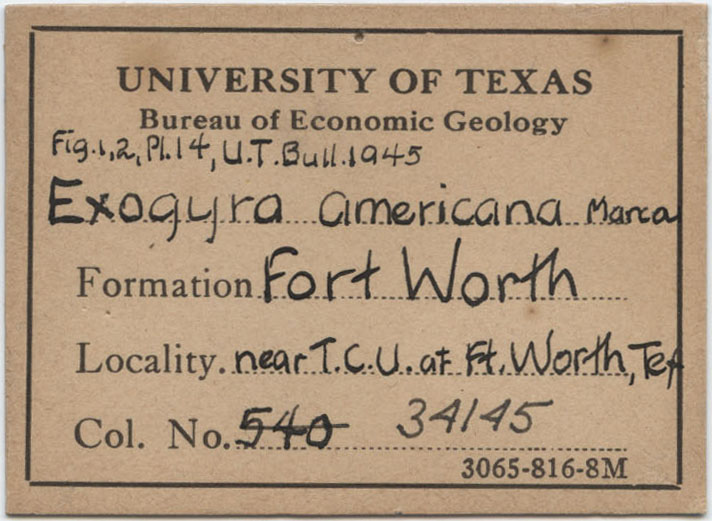 UNIVERSITY OF TEXAS
Bureau of Economic Geology
Fig.1,2,Pl.14, U.T.Bull.1945
Exogyra americana Marca
Formation Fort Worth
Locality. near T.C.U. at Ft. Worth, Tex
Col. No. 540 34145
3065-816-8M